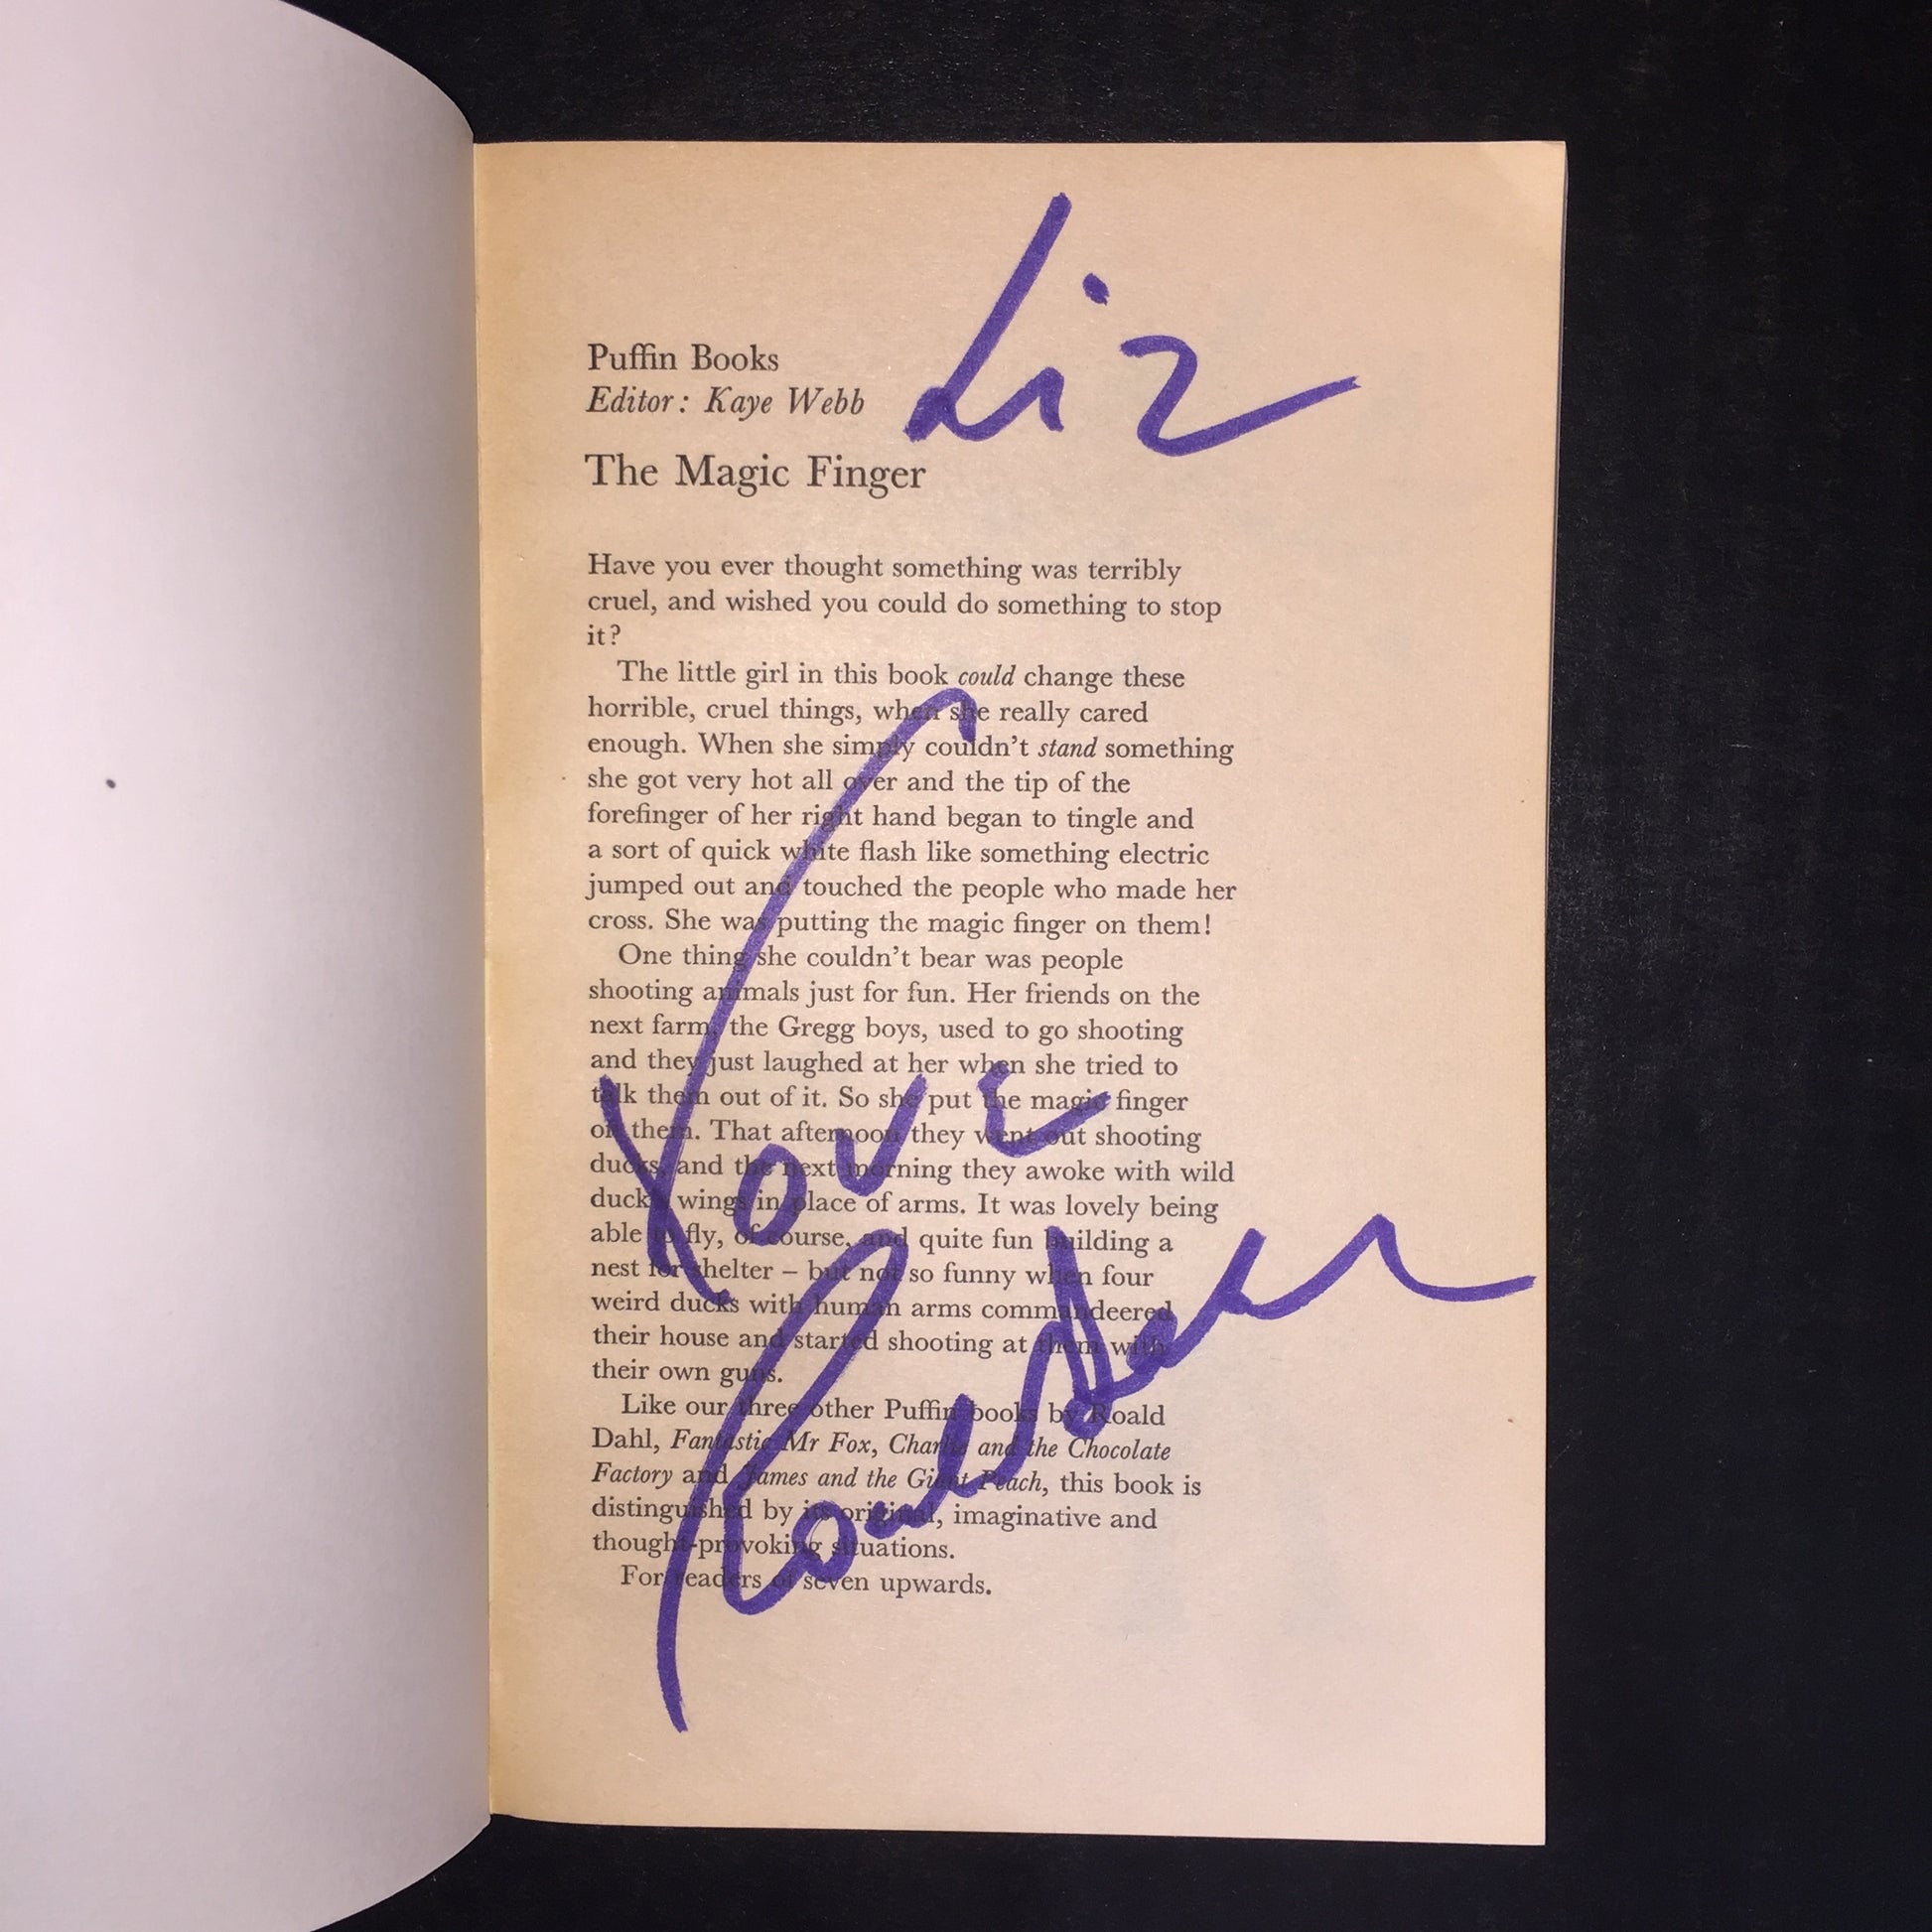 Liz
Puffin Books
Editor: Kaye Webb
The Magic Finger
Have you ever thought something was terribly
cruel, and wished you could do something to stop
it?
The little girl in this book could change these
horrible, cruel things, when she really cared
enough. When she simply couldn't stand something
she got very hot all over and the tip of the
forefinger of her right hand began to tingle and
a sort of quick white flash like something electric
jumped out and touched the people who made her
cross. She was putting the magic finger on them!
One thing she couldn't bear was people
shooting animals just for fun. Her friends on the
next farm, the Gregg boys, used to go shooting
and they just laughed at her when she tried to
talk them out of it. So she put the magic finger
on them. That afternoon they went out shooting
ducks, and the next morning they awoke with wild
duck's wings in place of arms. It was lovely being
able to fly, of course, and quite fun building a
nest for shelter – but not so funny when four
weird ducks with human arms commandeered
their house and started shooting at them with
their own guns.
Like our three other Puffin books by Roald
Dahl, Fantastic Mr Fox, Charlie and the Chocolate
Factory and James and the Giant Peach, this book is
distinguished by its original, imaginative and
thought-provoking situations.
For readers of seven upwards.
Love
Roald Dahl